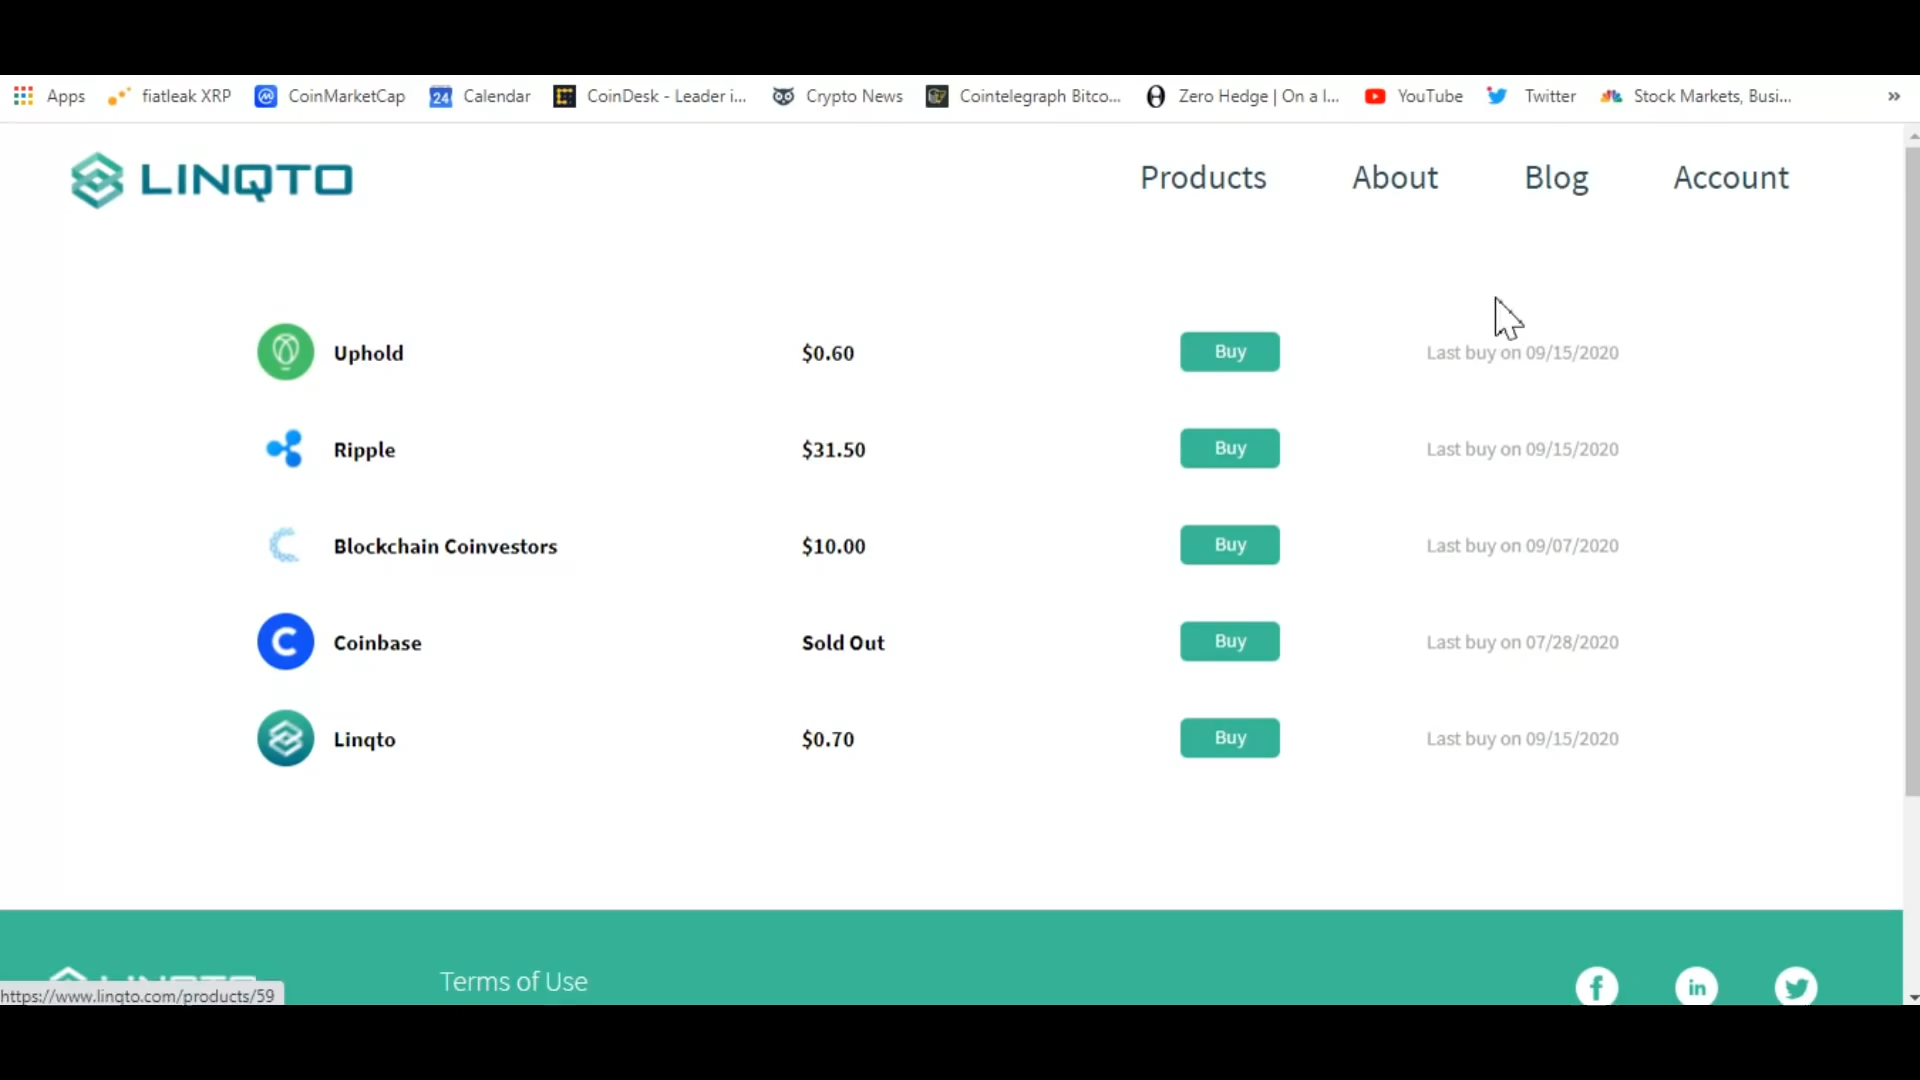 Apps fiatleak XRP CoinMarketCap 24 Calendar CoinDesk - Leader i... Crypto News Cointelegraph Bitco... Zero Hedge | On a l... YouTube Twitter Stock Markets, Busi... »
LINQTO Products About Blog Account
Uphold $0.60 Buy Last buy on 09/15/2020
Ripple $31.50 Buy Last buy on 09/15/2020
Blockchain Coinvestors $10.00 Buy Last buy on 09/07/2020
Coinbase Sold Out Buy Last buy on 07/28/2020
Linqto $0.70 Buy Last buy on 09/15/2020
Terms of Use
https://www.linqto.com/products/59